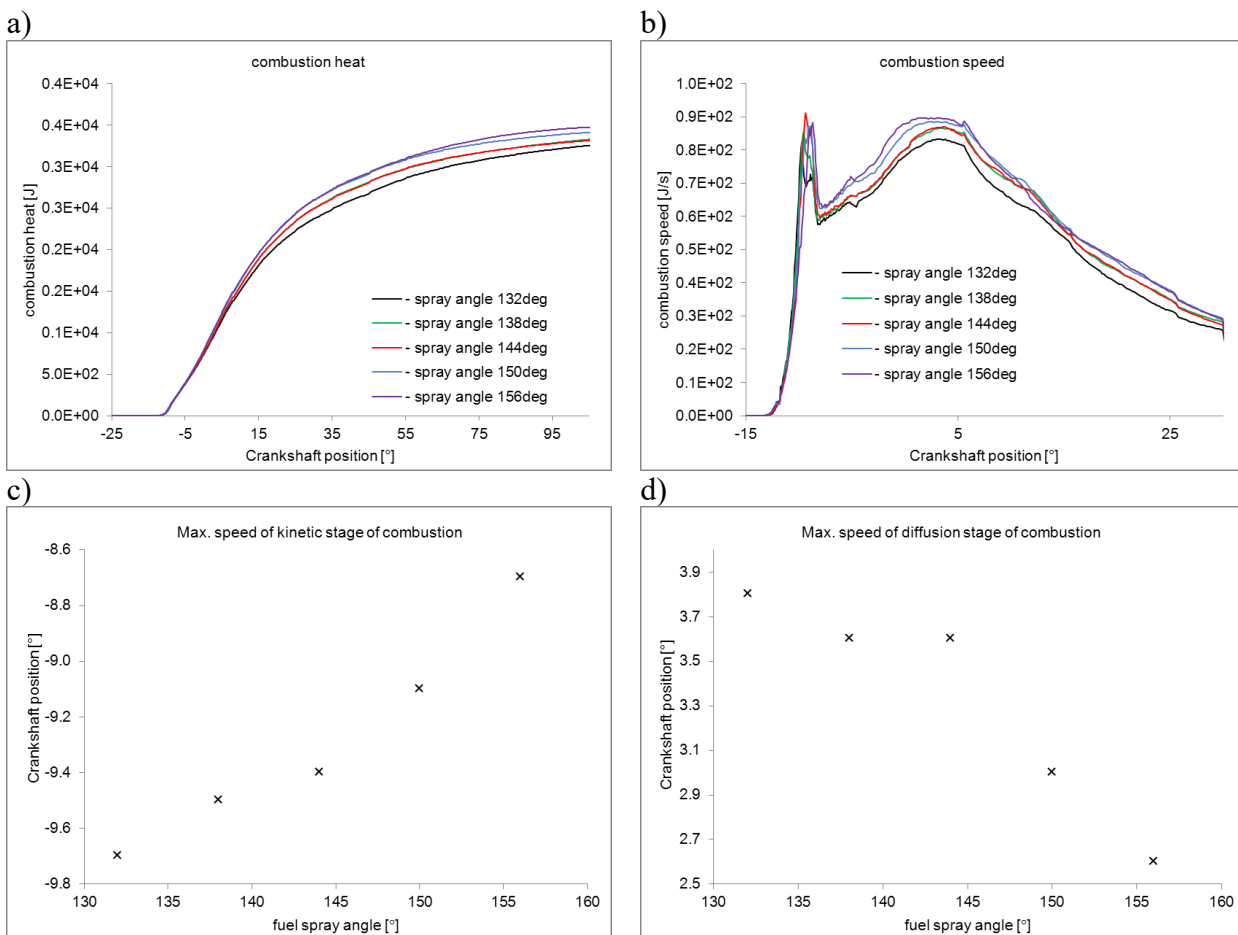 a)
combustion heat
0.4E+04
0.4E+04
0.3E+04
0.3E+04
0.2E+04
0.2E+04
0.1E+04
5.0E+02
0.0E+00
combustion heat [J]
-25
-5
15
35
55
75
95
Crankshaft position [°]
- spray angle 132deg
- spray angle 138deg
- spray angle 144deg
- spray angle 150deg
- spray angle 156deg
b)
combustion speed
1.0E+02
0.9E+02
0.8E+02
0.7E+02
0.6E+02
0.5E+02
0.4E+02
0.3E+02
0.2E+02
0.1E+02
0.0E+00
combustion speed [J/s]
-15
5
25
Crankshaft position [°]
- spray angle 132deg
- spray angle 138deg
- spray angle 144deg
- spray angle 150deg
- spray angle 156deg
c)
Max. speed of kinetic stage of combustion
-8.6
-8.8
-9.0
-9.2
-9.4
-9.6
-9.8
Crankshaft position [°]
130
135
140
145
150
155
160
fuel spray angle [°]
d)
Max. speed of diffusion stage of combustion
3.9
3.7
3.5
3.3
3.1
2.9
2.7
2.5
Crankshaft position [°]
130
135
140
145
150
155
160
fuel spray angle [°]